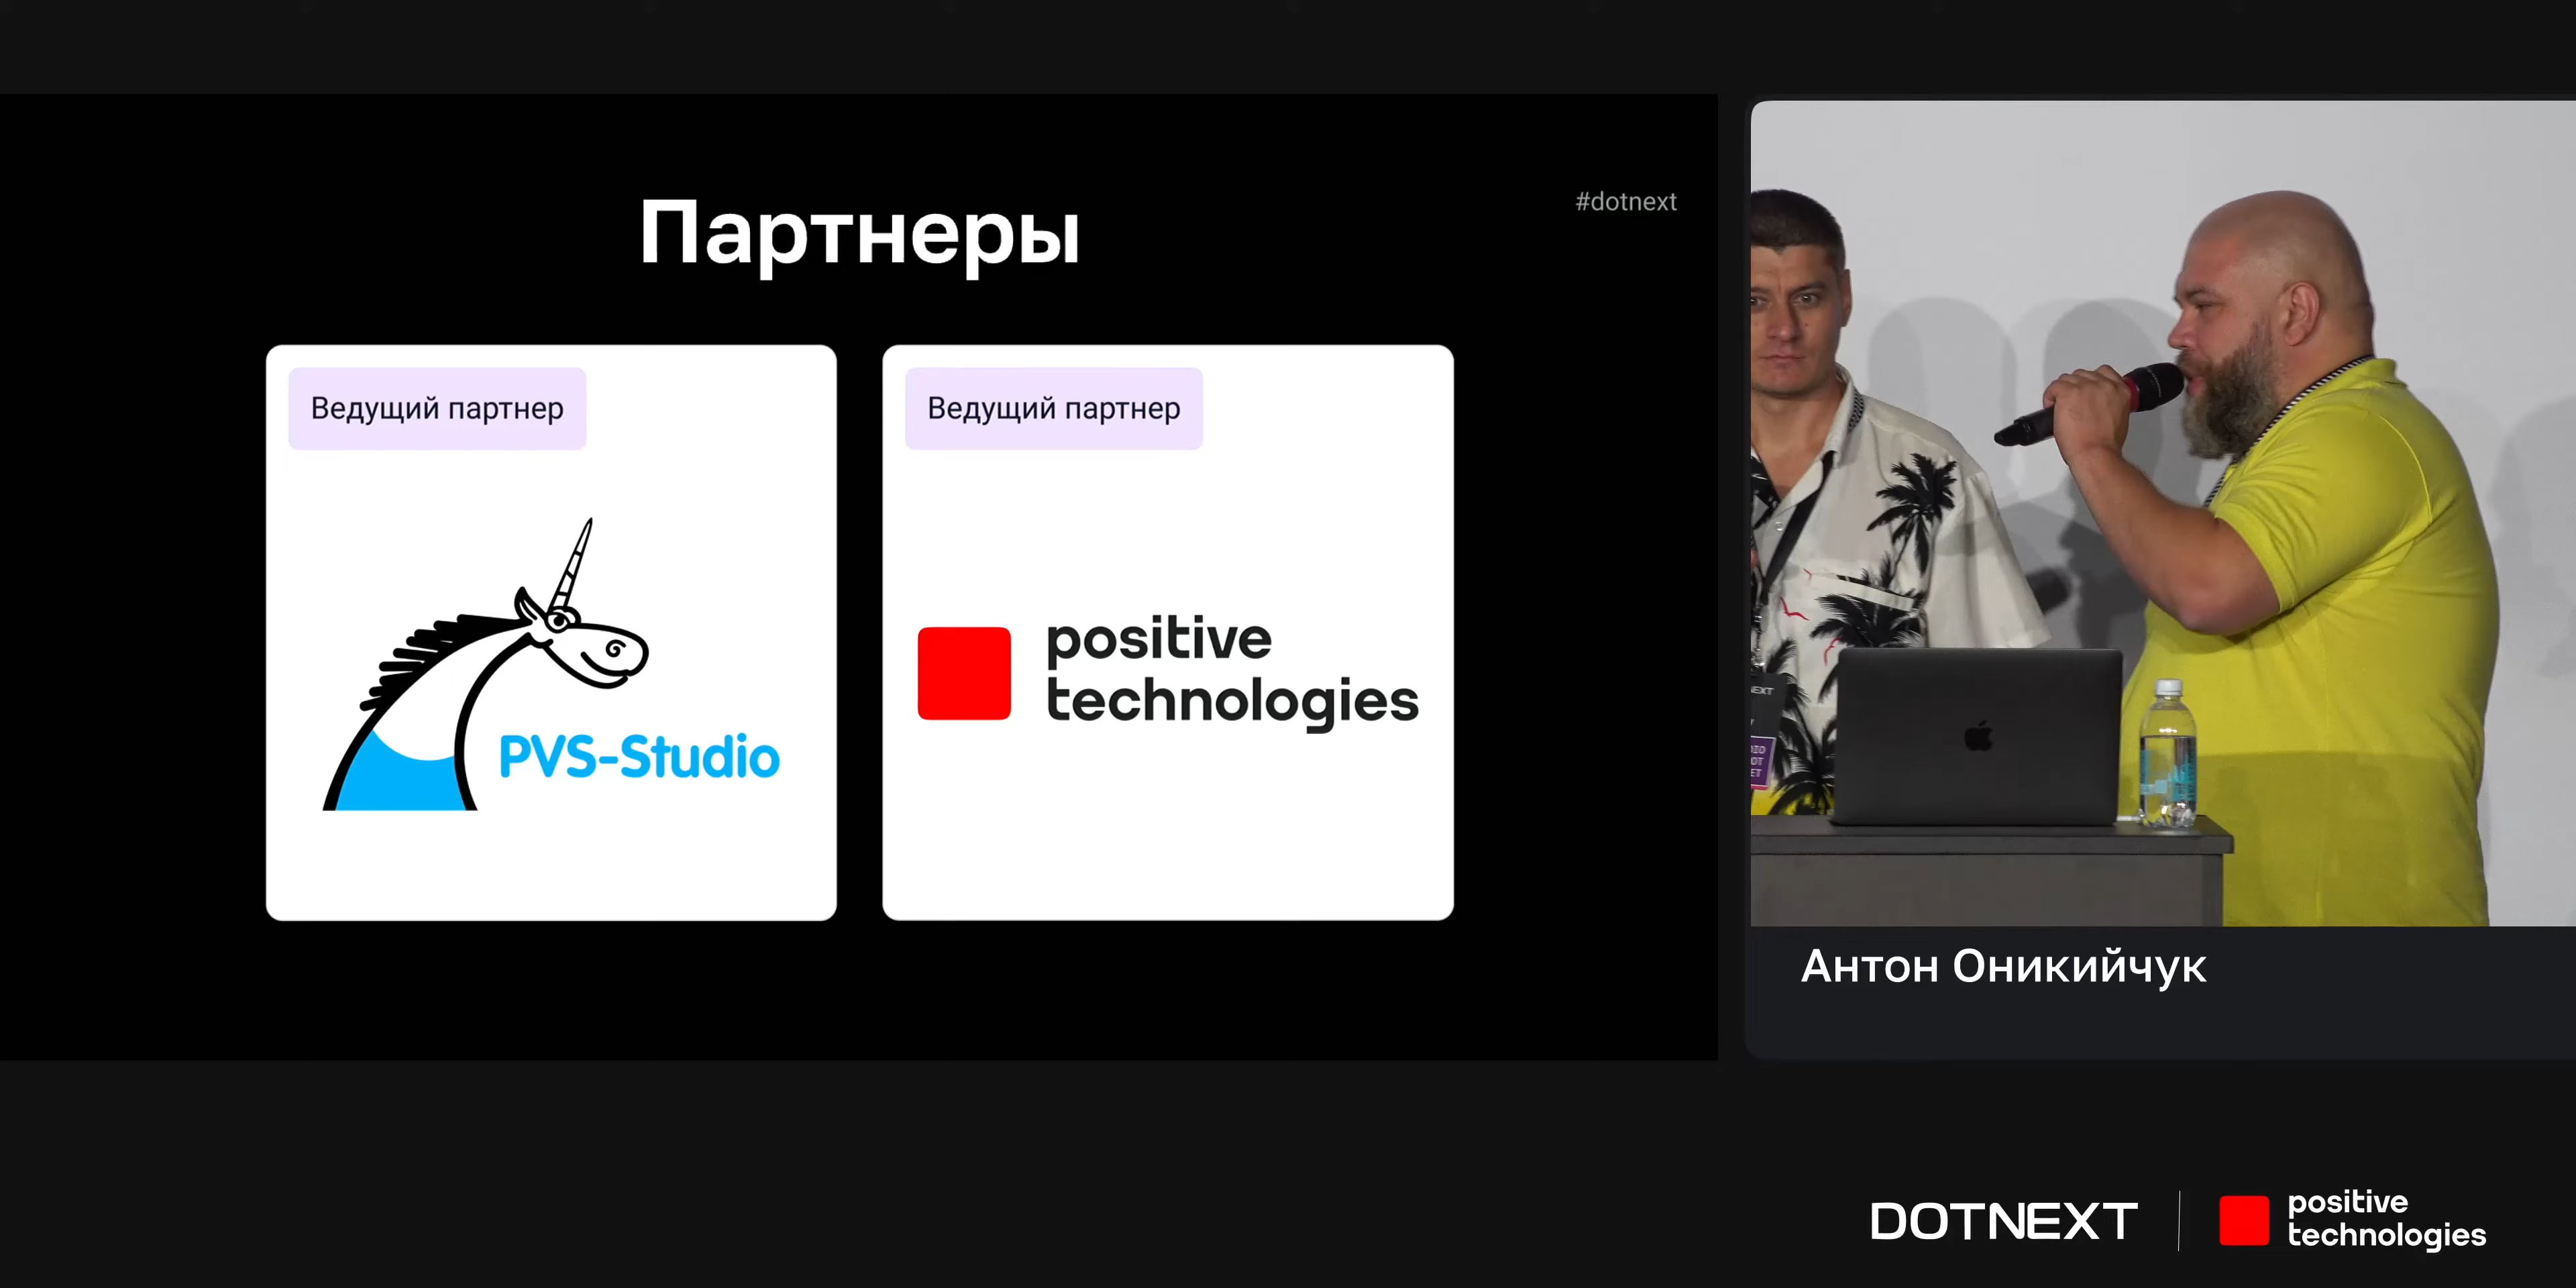 Партнеры
#dotnext
Ведущий партнер
PVS-Studio
Ведущий партнер
positive
technologies
Антон Оникийчук
DOTNEXT
positive
technologies